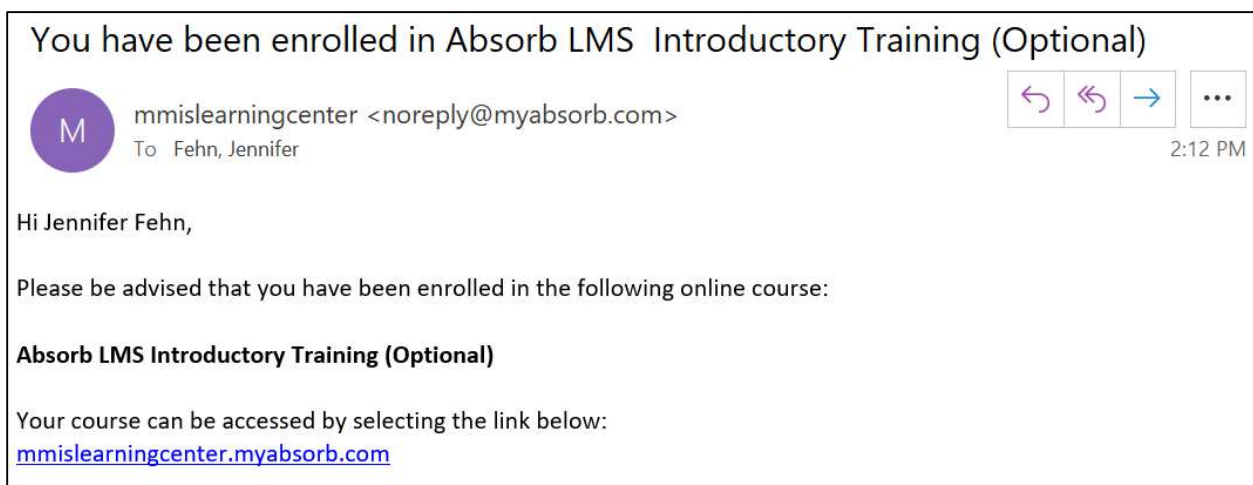 You have been enrolled in Absorb LMS  Introductory Training (Optional)
M
mmislearningcenter <noreply@myabsorb.com>
To Fehn, Jennifer
2:12 PM
Hi Jennifer Fehn,
Please be advised that you have been enrolled in the following online course:
Absorb LMS Introductory Training (Optional)
Your course can be accessed by selecting the link below:
mmislearningcenter.myabsorb.com